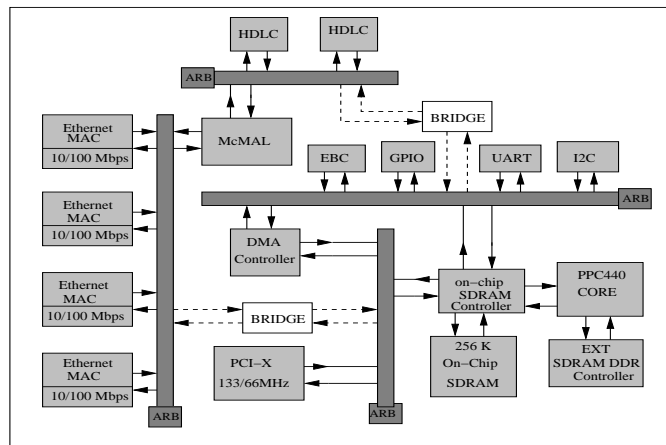 HDLC
HDLC
ARB
BRIDGE
Ethernet
MAC
10/100 Mbps
McMAL
EBC
GPIO
UART
I2C
ARB
Ethernet
MAC
10/100 Mbps
DMA
Controller
on-chip
SDRAM
Controller
PPC440
CORE
Ethernet
MAC
10/100 Mbps
BRIDGE
256 K
On-Chip
SDRAM
EXT
SDRAM DDR
Controller
Ethernet
MAC
10/100 Mbps
PCI-X
133/66MHz
ARB
ARB